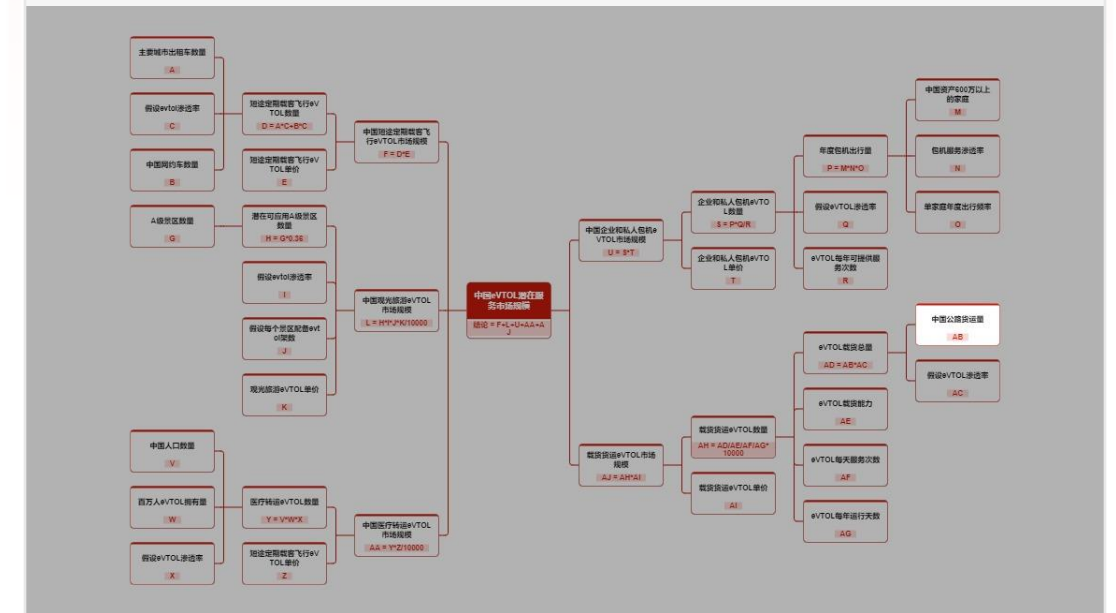 主要城市出租车数量
A
假设evtol渗透率
C
中国网约车数量
B
短途定期载客飞行eV
TOL数量
D = A*C+B*C
短途定期载客飞行eV
TOL单价
E
中国短途定期载客飞
行eVTOL市场规模
F = D*E
A级景区数量
G
潜在可应用A级景区
数量
H = G*0.56
假设evtol渗透率
I
假设每个景区配备evt
ol架数
J
观光旅游eVTOL单价
K
中国观光旅游eVTOL
市场规模
L = H*I*J*K/10000
中国人口数量
V
百万人eVTOL拥有量
W
假设eVTOL渗透率
X
医疗转运eVTOL数量
Y = V*W*X
短途定期载客飞行eV
TOL单价
Z
中国医疗转运eVTOL
市场规模
AA = Y*Z/10000
中国eVTOL潜在服
务市场规模
结论 = F+L+U+AA+A
J
中国企业和私人包机e
VTOL市场规模
U = S*T
企业和私人包机eVTO
L数量
S = P*Q/R
企业和私人包机eVTO
L单价
T
年度包机出行量
P = M*N*O
假设eVTOL渗透率
Q
eVTOL每年可提供服
务次数
R
中国资产600万以上
的家庭
M
包机服务渗透率
N
单家庭年度出行频率
O
载货货运eVTOL市场
规模
AJ = AH*AI
载货货运eVTOL数量
AH = AD/AE/AF/AG*
10000
载货货运eVTOL单价
AI
eVTOL载货总量
AD = AB*AC
eVTOL载货能力
AE
eVTOL每天服务次数
AF
eVTOL每年运行天数
AG
中国公路货运量
AB
假设eVTOL渗透率
AC